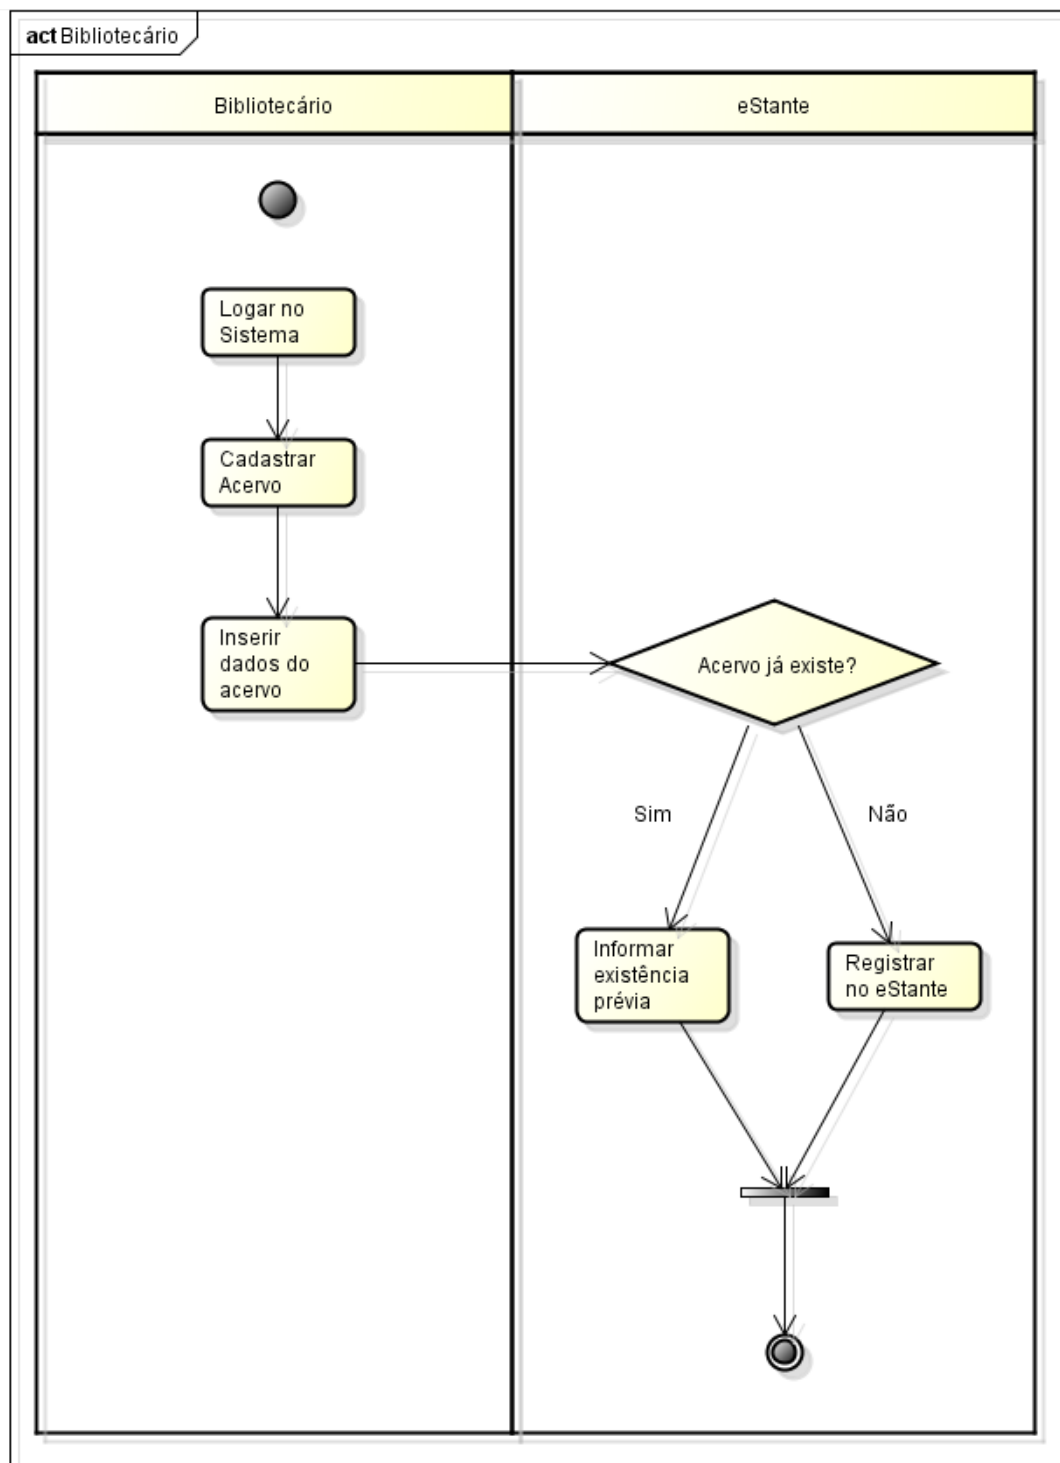 act Bibliotecário
Bibliotecário
eStante
Logar no
Sistema
Cadastrar
Acervo
Inserir
dados do
acervo
Acervo já existe?
Sim
Não
Informar
existência
prévia
Registrar
no eStante